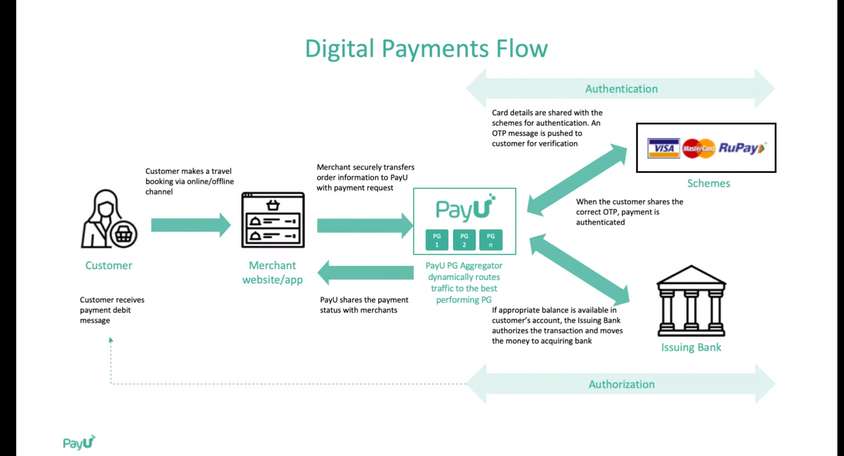 Digital Payments Flow
Authentication
Card details are shared with the
schemes for authentication. An
OTP message is pushed to
customer for verification
VISA
MasterCard
RuPay
Schemes
Customer makes a travel
booking via online/offline
channel
Merchant securely transfers
order information to PayU
with payment request
When the customer shares the
correct OTP, payment is
authenticated
PayU
PG
1
PG
2
PG
n
Customer
Merchant
website/app
PayU PG Aggregator
dynamically routes
traffic to the best
performing PG
Customer receives
payment debit
message
PayU shares the payment
status with merchants
If appropriate balance is available in
customer's account, the Issuing Bank
authorizes the transaction and moves
the money to acquiring bank
Issuing Bank
Authorization
PayU